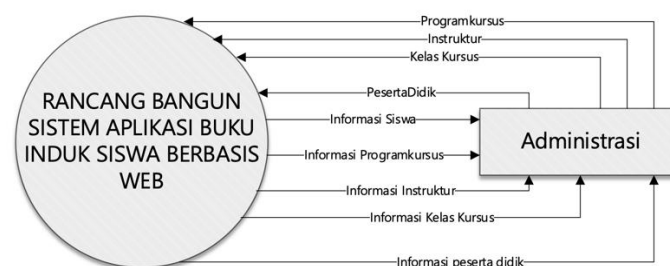 Programkursus
Instruktur
Kelas Kursus
PesertaDidik
RANCANG BANGUN
SISTEM APLIKASI BUKU
INDUK SISWA BERBASIS
WEB
Informasi Siswa
Administrasi
Informasi Programkursus
Informasi Instruktur
Informasi Kelas Kursus
Informasi peserta didik